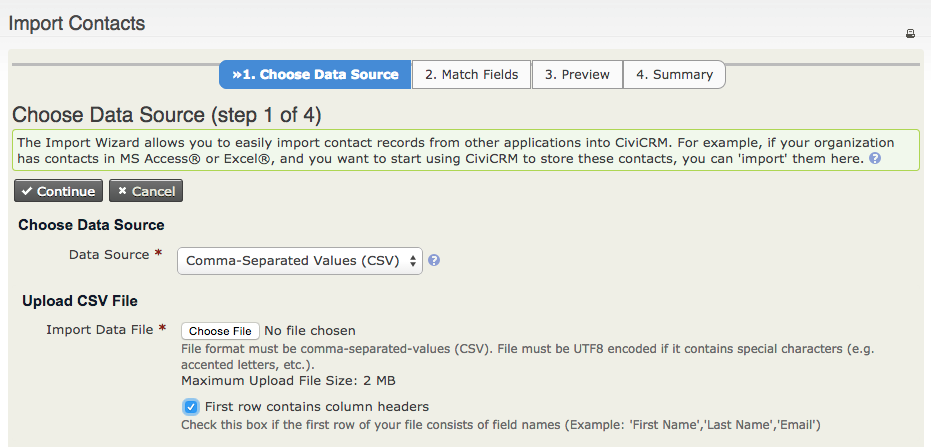 Import Contacts
»1. Choose Data Source 2. Match Fields 3. Preview 4. Summary
Choose Data Source (step 1 of 4)
The Import Wizard allows you to easily import contact records from other applications into CiviCRM. For example, if your organization
has contacts in MS Access® or Excel®, and you want to start using CiviCRM to store these contacts, you can 'import' them here. ?
✔ Continue ✖ Cancel
Choose Data Source
Data Source * Comma-Separated Values (CSV) ?
Upload CSV File
Import Data File * Choose File No file chosen
File format must be comma-separated-values (CSV). File must be UTF8 encoded if it contains special characters (e.g.
accented letters, etc.).
Maximum Upload File Size: 2 MB
First row contains column headers
Check this box if the first row of your file consists of field names (Example: 'First Name','Last Name','Email')